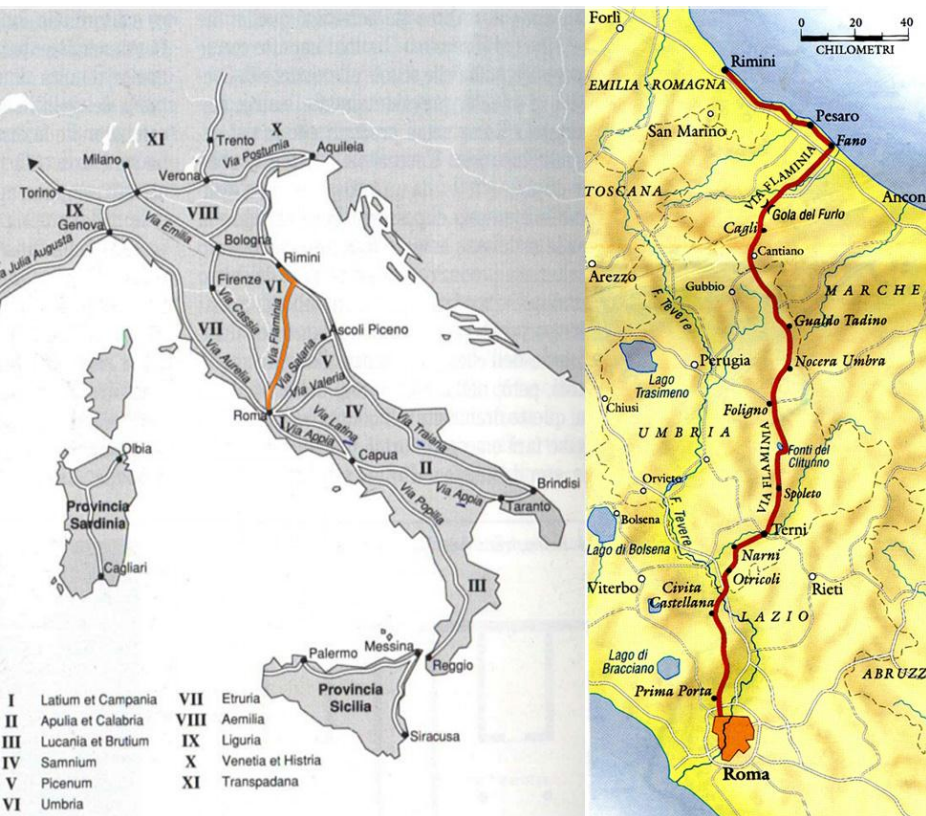 XI
X
Trento
Via Postumia
Aquileia
Milano
Verona
Torino
IX
VIII
Genova
Via Emilia
Bologna
Julia Augusta
Rimini
Firenze
VI
Via Cassia
Via Flaminia
VII
Via Aurelia
Ascoli Piceno
Via Salaria
V
Via Valeria
Roma
I
IV
Via Latina
Via Traiana
Via Appia
Capua
II
Via Appia
Brindisi
Taranto
Via Popilia
Olbia
Provincia
Sardinia
Cagliari
III
Messina
Palermo
Reggio
Provincia
Sicilia
Siracusa
I Latium et Campania
II Apulia et Calabria
III Lucania et Brutium
IV Samnium
V Picenum
VI Umbria
VII Etruria
VIII Aemilia
IX Liguria
X Venetia et Histria
XI Transpadana
Forlì
0 20 40
CHILOMETRI
Rimini
EMILIA - ROMAGNA
San Marino
Pesaro
Fano
VIA FLAMINIA
TOSCANA
Gola del Furlo
Ancon
Cagli
Cantiano
Arezzo
Gubbio
F. Tevere
MARCHE
Gualdo Tadino
Perugia
Nocera Umbra
Lago
Trasimeno
Chiusi
Foligno
UMBRIA
VIA FLAMINIA
Fonti del
Clitunno
Orvieto
Spoleto
F. Tevere
Bolsena
Terni
Lago di Bolsena
Narni
Otricoli
Viterbo
Civita
Castellana
Rieti
LAZIO
Lago di
Bracciano
ABRUZZ
Prima Porta
Roma